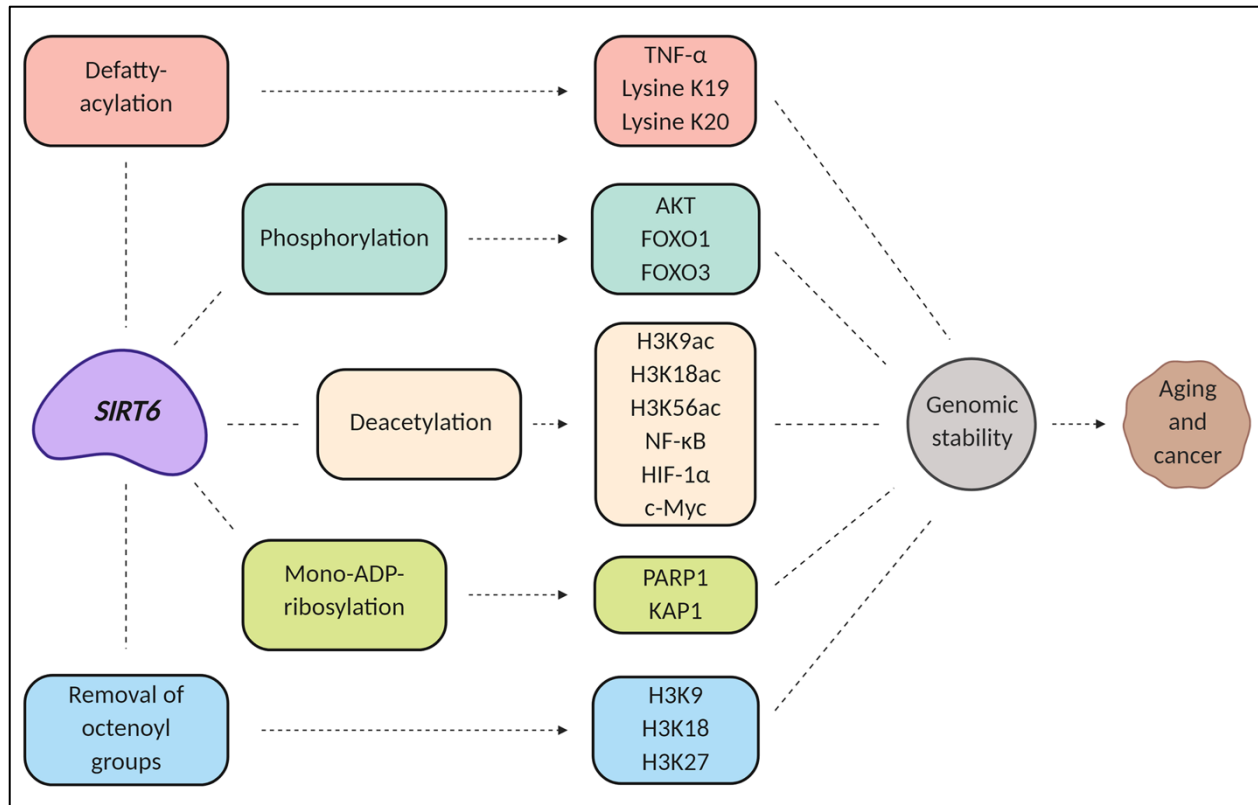 Defatty-
acylation
TNF-α
Lysine K19
Lysine K20
Phosphorylation
AKT
FOXO1
FOXO3
SIRT6
Deacetylation
H3K9ac
H3K18ac
H3K56ac
NF-κB
HIF-1α
c-Myc
Genomic
stability
Aging
and
cancer
Mono-ADP-
ribosylation
PARP1
KAP1
Removal of
octenoyl
groups
H3K9
H3K18
H3K27